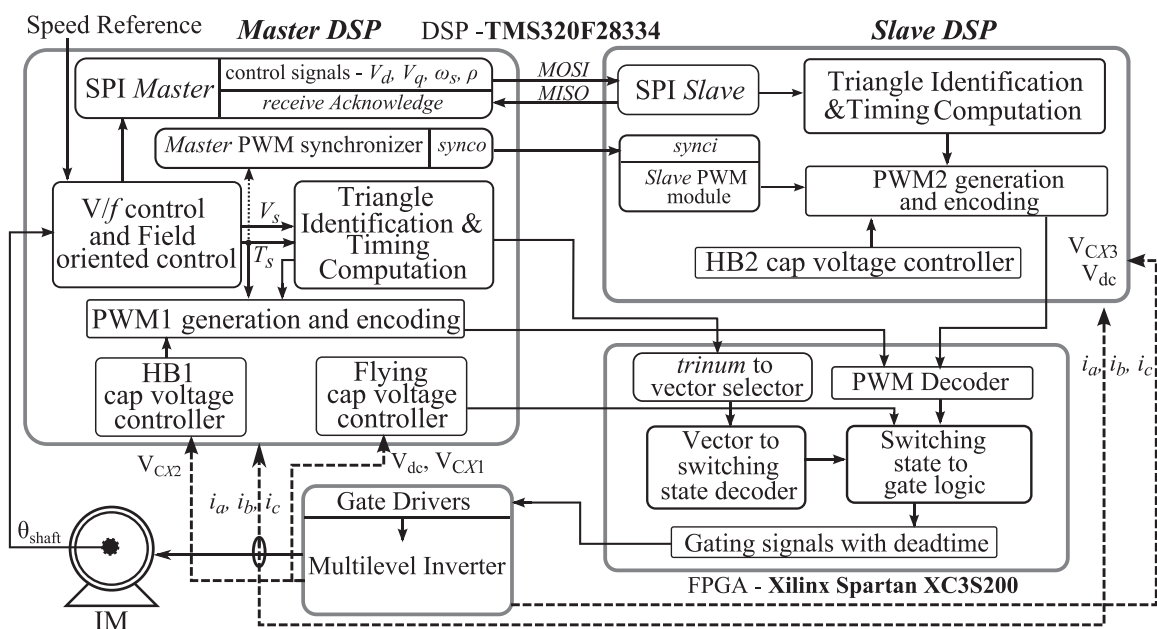 Speed Reference
Master DSP
DSP -TMS320F28334
Slave DSP
SPI Master
control signals - Vd, Vq, ωs, ρ
receive Acknowledge
MOSI
MISO
SPI Slave
Triangle Identification
&Timing Computation
Master PWM synchronizer
synco
synci
Slave PWM
module
PWM2 generation
and encoding
V/f control
and Field
oriented control
Vs
Ts
Triangle
Identification &
Timing
Computation
HB2 cap voltage controller
VCX3
Vdc
PWM1 generation and encoding
HB1
cap voltage
controller
Flying
cap voltage
controller
trinum to
vector selector
PWM Decoder
ia, ib, ic
Vector to
switching
state decoder
Switching
state to
gate logic
VCX2
Vdc, VCX1
ia, ib, ic
Gate Drivers
Multilevel Inverter
Gating signals with deadtime
θshaft
IM
FPGA - Xilinx Spartan XC3S200